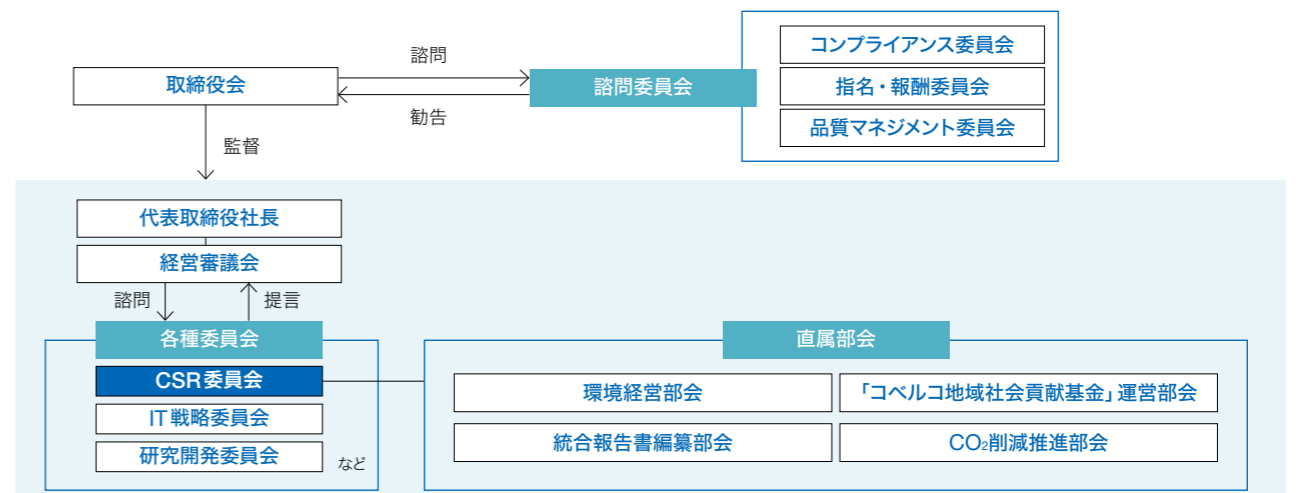 コンプライアンス委員会
諮問
取締役会
諮問委員会
指名・報酬委員会
勧告
品質マネジメント委員会
監督
代表取締役社長
経営審議会
諮問
提言
各種委員会
直属部会
CSR委員会
環境経営部会
「コベルコ地域社会貢献基金」運営部会
IT戦略委員会
統合報告書編纂部会
CO₂削減推進部会
研究開発委員会
など